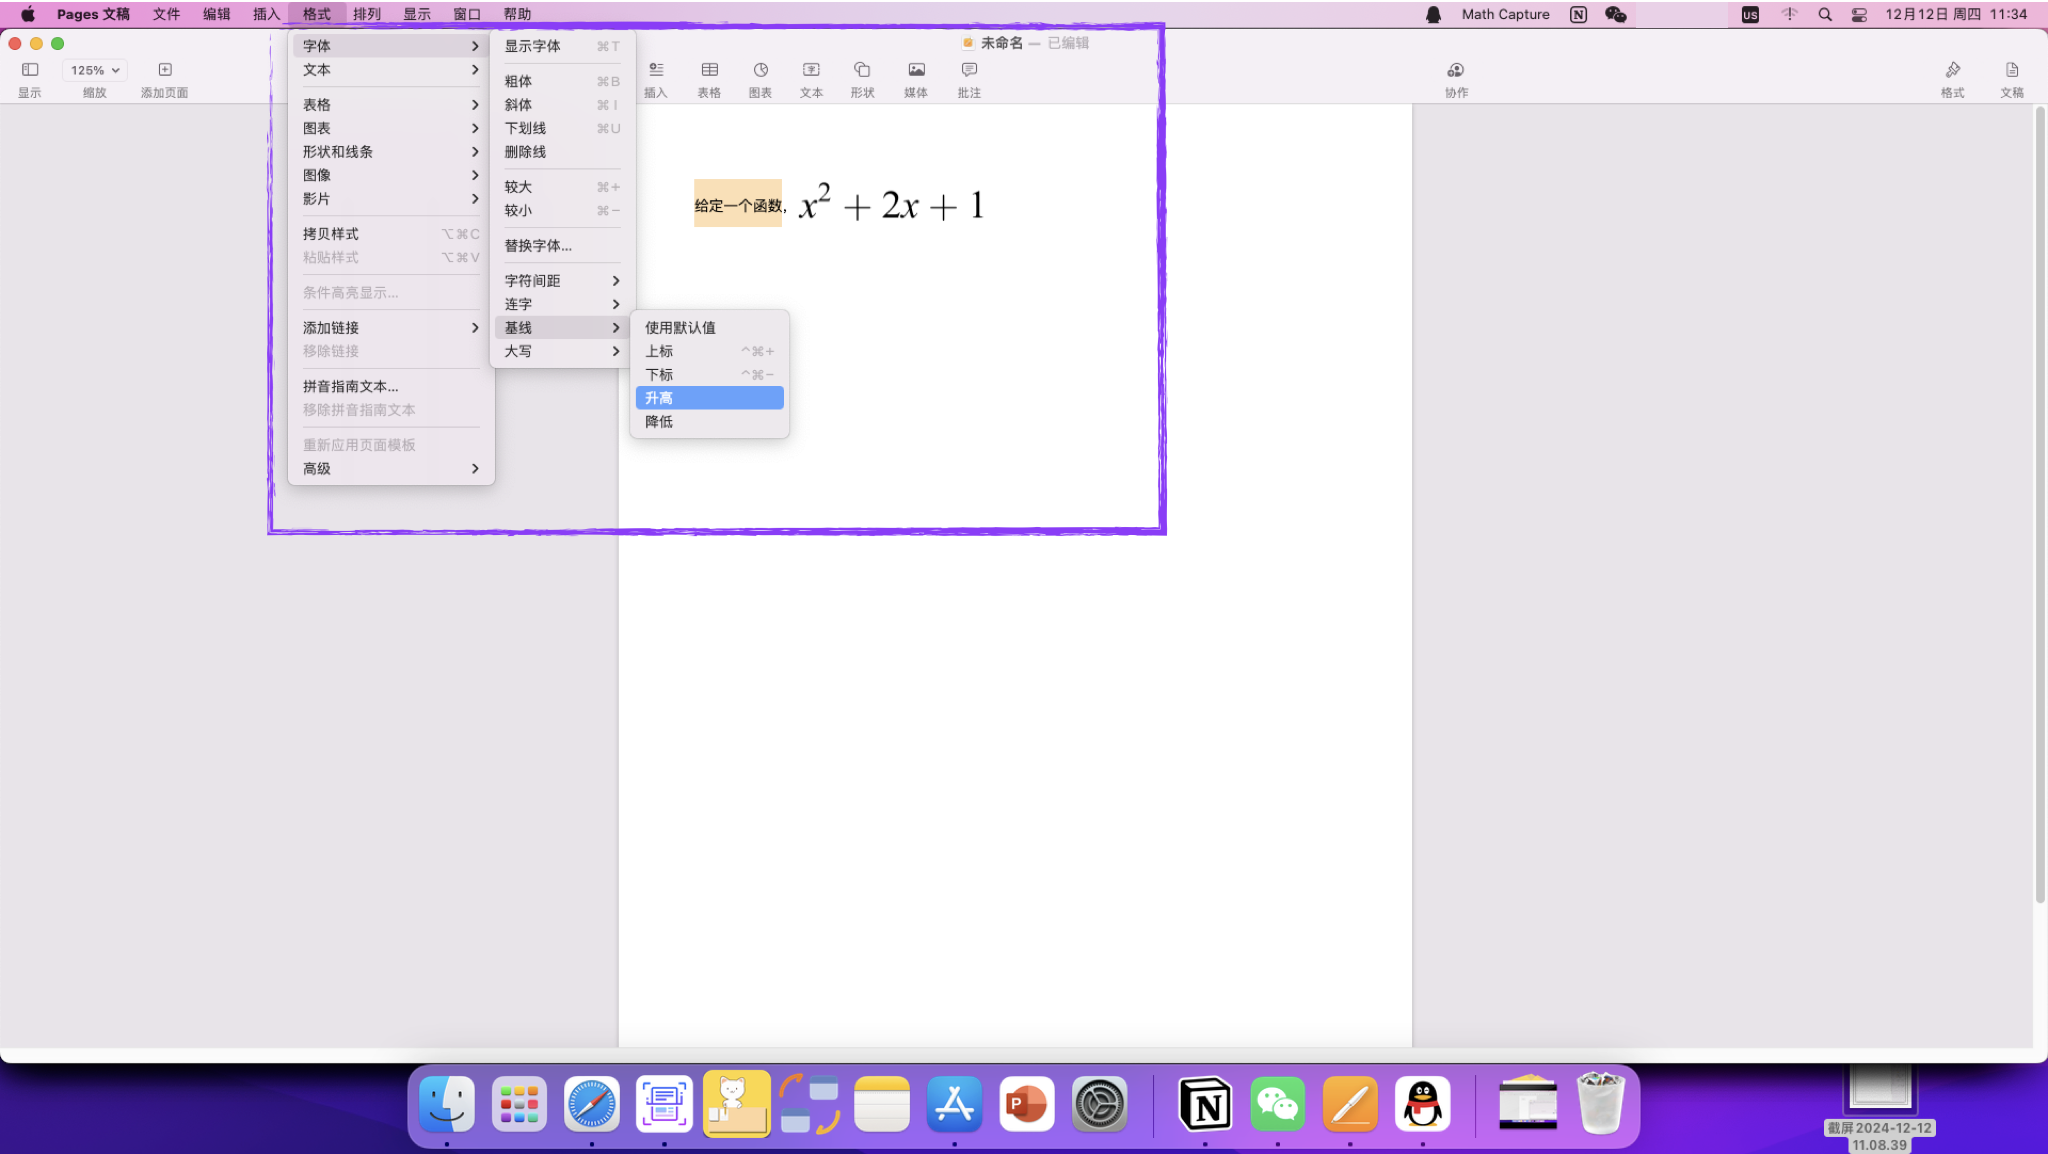 Pages 文稿 文件 编辑 插入 格式 排列 显示 窗口 帮助 Math Capture US 12月12日 周四 11:34
未命名 — 已编辑
125%
显示 缩放 添加页面 插入 表格 图表 文本 形状 媒体 批注 协作 格式 文稿
字体
文本
表格
图表
形状和线条
图像
影片
拷贝样式 ⌥⌘C
粘贴样式 ⌥⌘V
条件高亮显示...
添加链接
移除链接
拼音指南文本...
移除拼音指南文本
重新应用页面模板
高级
显示字体 ⌘T
粗体 ⌘B
斜体 ⌘I
下划线 ⌘U
删除线
较大 ⌘+
较小 ⌘−
替换字体...
字符间距
连字
基线
大写
使用默认值
上标 ^⌘+
下标 ^⌘−
升高
降低
给定一个函数, x² + 2x + 1
截屏2024-12-12
11.08.39